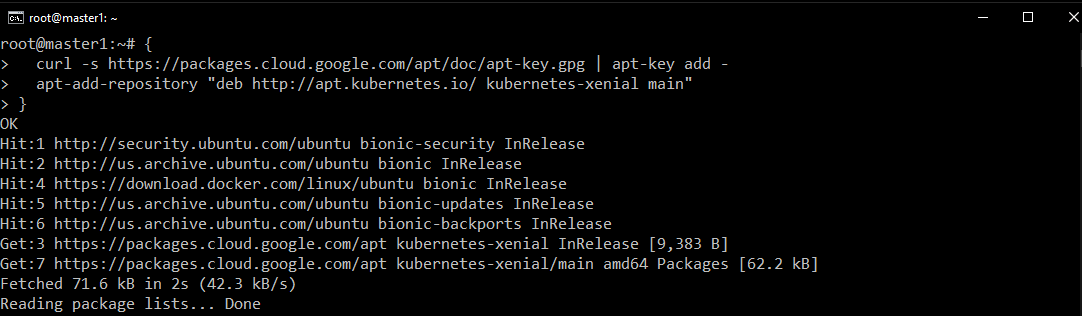 root@master1: ~
root@master1:~# {
>   curl -s https://packages.cloud.google.com/apt/doc/apt-key.gpg | apt-key add -
>   apt-add-repository "deb http://apt.kubernetes.io/ kubernetes-xenial main"
> }
OK
Hit:1 http://security.ubuntu.com/ubuntu bionic-security InRelease
Hit:2 http://us.archive.ubuntu.com/ubuntu bionic InRelease
Hit:4 https://download.docker.com/linux/ubuntu bionic InRelease
Hit:5 http://us.archive.ubuntu.com/ubuntu bionic-updates InRelease
Hit:6 http://us.archive.ubuntu.com/ubuntu bionic-backports InRelease
Get:3 https://packages.cloud.google.com/apt kubernetes-xenial InRelease [9,383 B]
Get:7 https://packages.cloud.google.com/apt kubernetes-xenial/main amd64 Packages [62.2 kB]
Fetched 71.6 kB in 2s (42.3 kB/s)
Reading package lists... Done